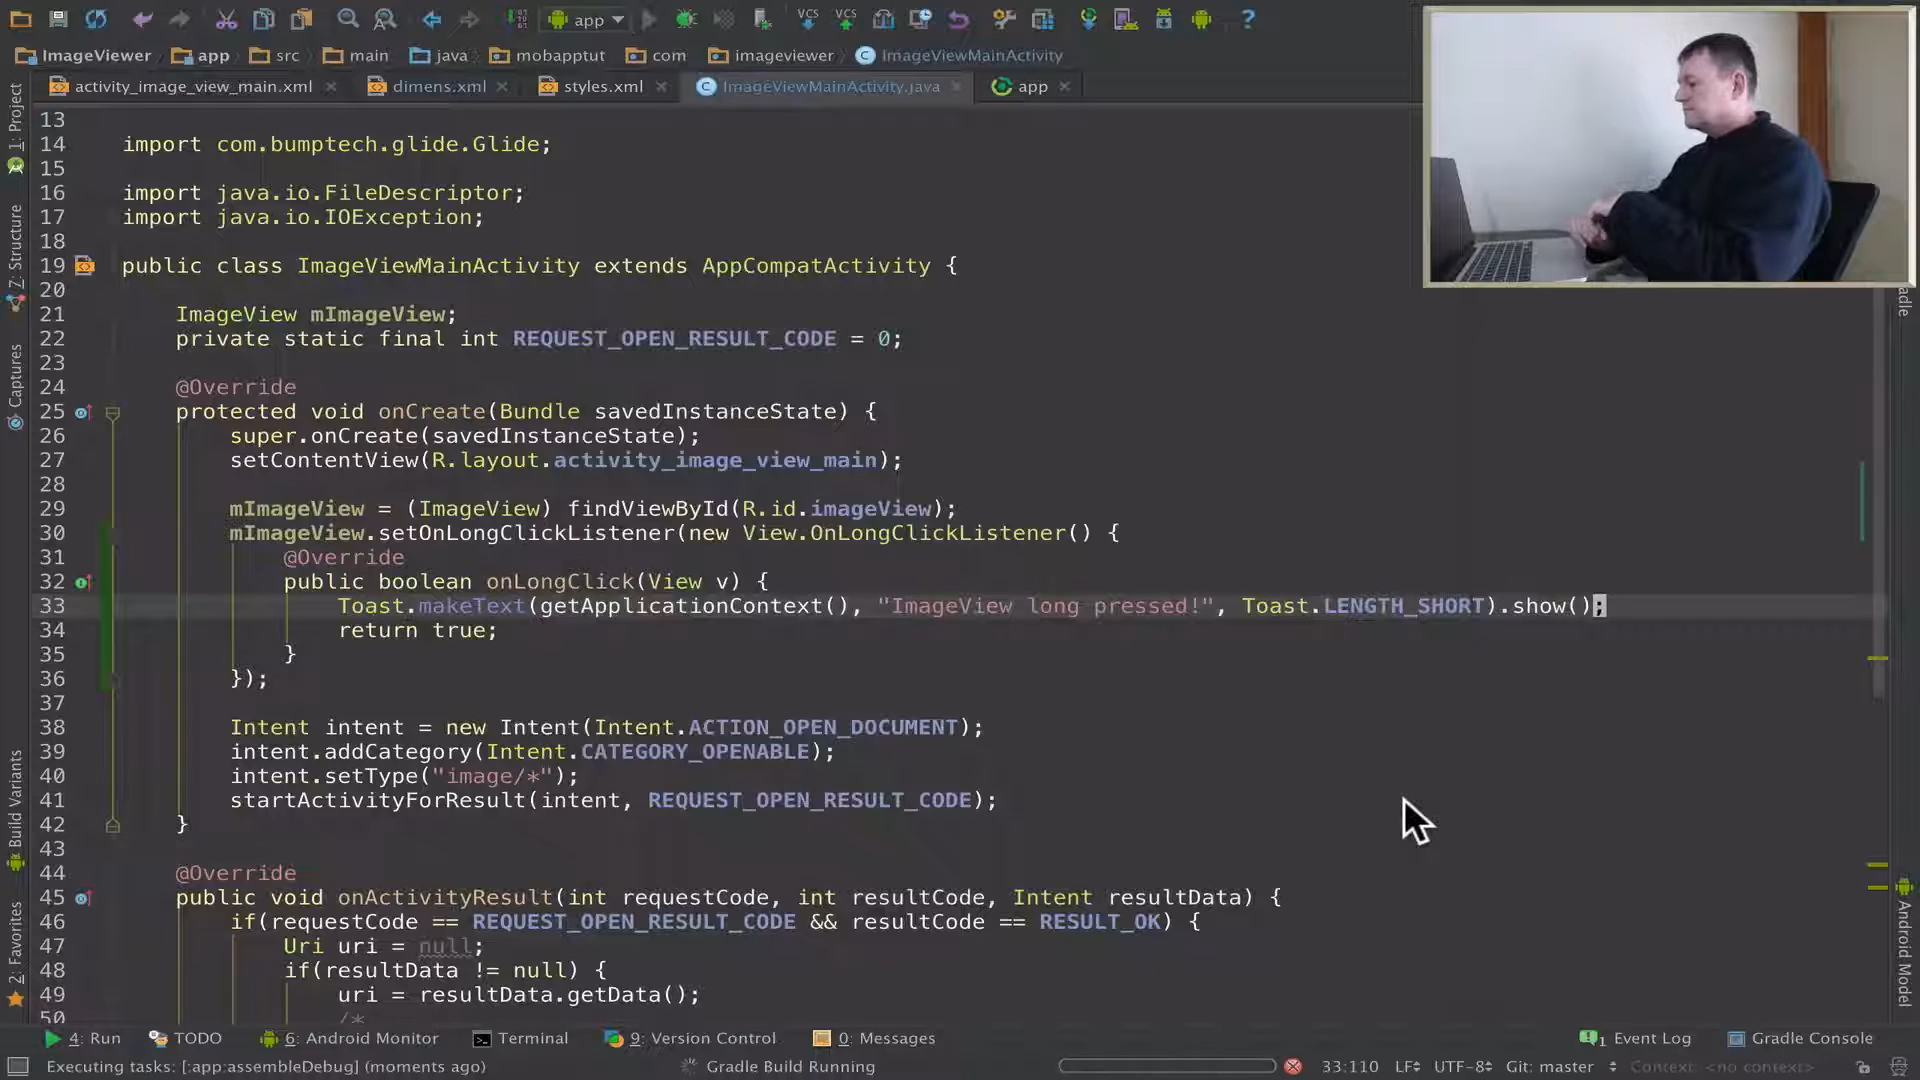 app
VCS
VCS
ImageViewer app src main java mobapptut com imageviewer ImageViewMainActivity
activity_image_view_main.xml dimens.xml styles.xml ImageViewMainActivity.java app
1: Project
7: Structure
Captures
Build Variants
2: Favorites
13
14 import com.bumptech.glide.Glide;
15
16 import java.io.FileDescriptor;
17 import java.io.IOException;
18
19 public class ImageViewMainActivity extends AppCompatActivity {
20
21 ImageView mImageView;
22 private static final int REQUEST_OPEN_RESULT_CODE = 0;
23
24 @Override
25 protected void onCreate(Bundle savedInstanceState) {
26 super.onCreate(savedInstanceState);
27 setContentView(R.layout.activity_image_view_main);
28
29 mImageView = (ImageView) findViewById(R.id.imageView);
30 mImageView.setOnLongClickListener(new View.OnLongClickListener() {
31 @Override
32 public boolean onLongClick(View v) {
33 Toast.makeText(getApplicationContext(), "ImageView long pressed!", Toast.LENGTH_SHORT).show();
34 return true;
35 }
36 });
37
38 Intent intent = new Intent(Intent.ACTION_OPEN_DOCUMENT);
39 intent.addCategory(Intent.CATEGORY_OPENABLE);
40 intent.setType("image/*");
41 startActivityForResult(intent, REQUEST_OPEN_RESULT_CODE);
42 }
43
44 @Override
45 public void onActivityResult(int requestCode, int resultCode, Intent resultData) {
46 if(requestCode == REQUEST_OPEN_RESULT_CODE && resultCode == RESULT_OK) {
47 Uri uri = null;
48 if(resultData != null) {
49 uri = resultData.getData();
50 /*
Android Model
4: Run TODO 6: Android Monitor Terminal 9: Version Control 0: Messages 1 Event Log Gradle Console
Executing tasks: [:app:assembleDebug] (moments ago) Gradle Build Running 33:110 LF UTF-8 Git: master Context: <no context>